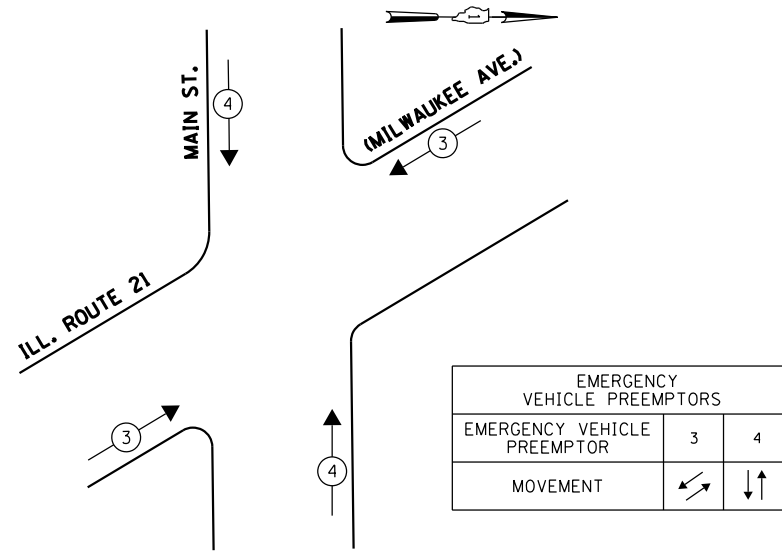 MAIN ST.
4
(MILWAUKEE AVE.)
3
ILL. ROUTE 21
3
4
EMERGENCY
VEHICLE PREEMPTORS
EMERGENCY VEHICLE
PREEMPTOR
3
4
MOVEMENT